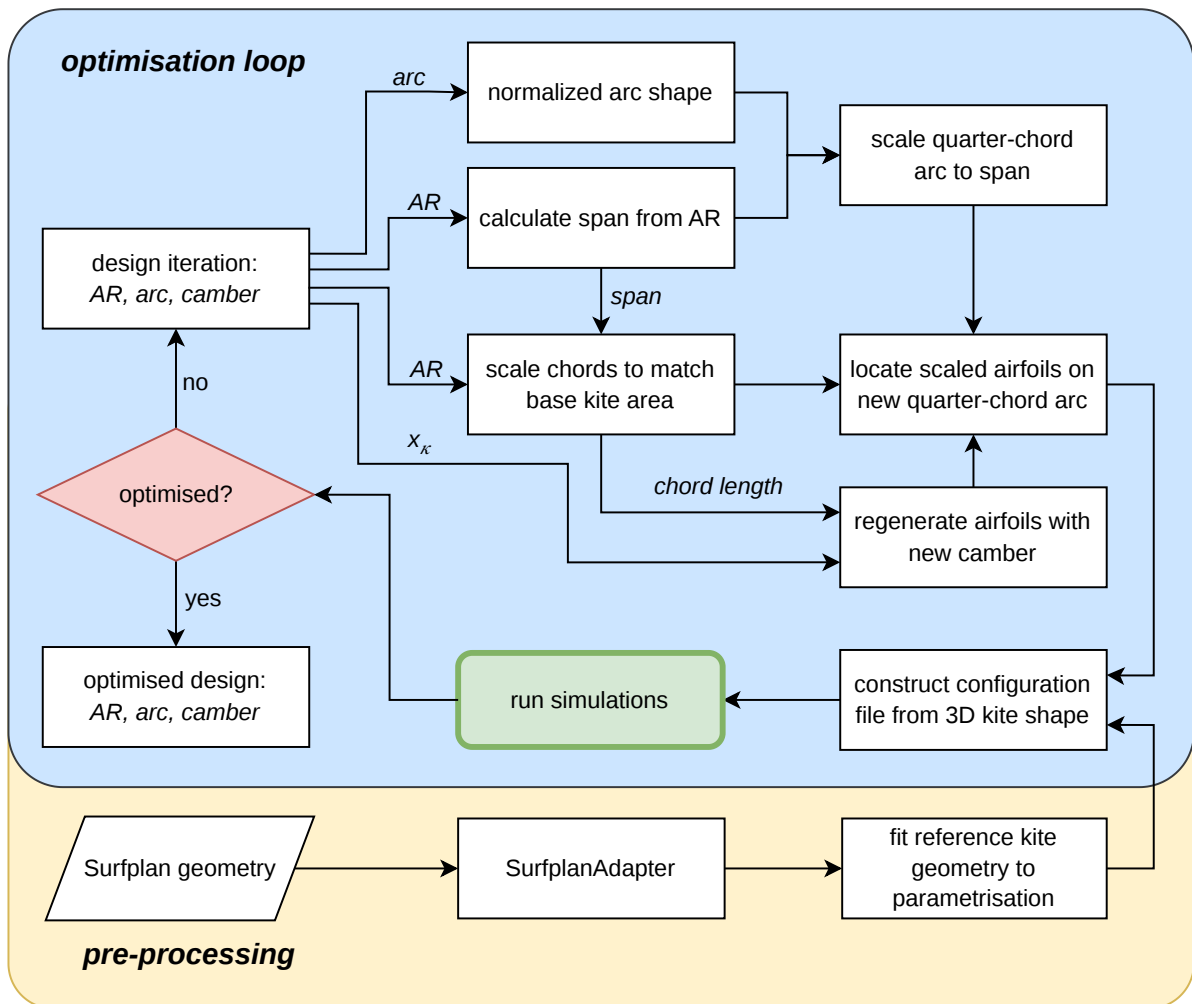 optimisation loop
arc
normalized arc shape
scale quarter-chord
arc to span
AR
calculate span from AR
design iteration:
AR, arc, camber
span
AR
scale chords to match
base kite area
locate scaled airfoils on
new quarter-chord arc
no
xκ
optimised?
chord length
regenerate airfoils with
new camber
yes
optimised design:
AR, arc, camber
run simulations
construct configuration
file from 3D kite shape
Surfplan geometry
SurfplanAdapter
fit reference kite
geometry to
parametrisation
pre-processing